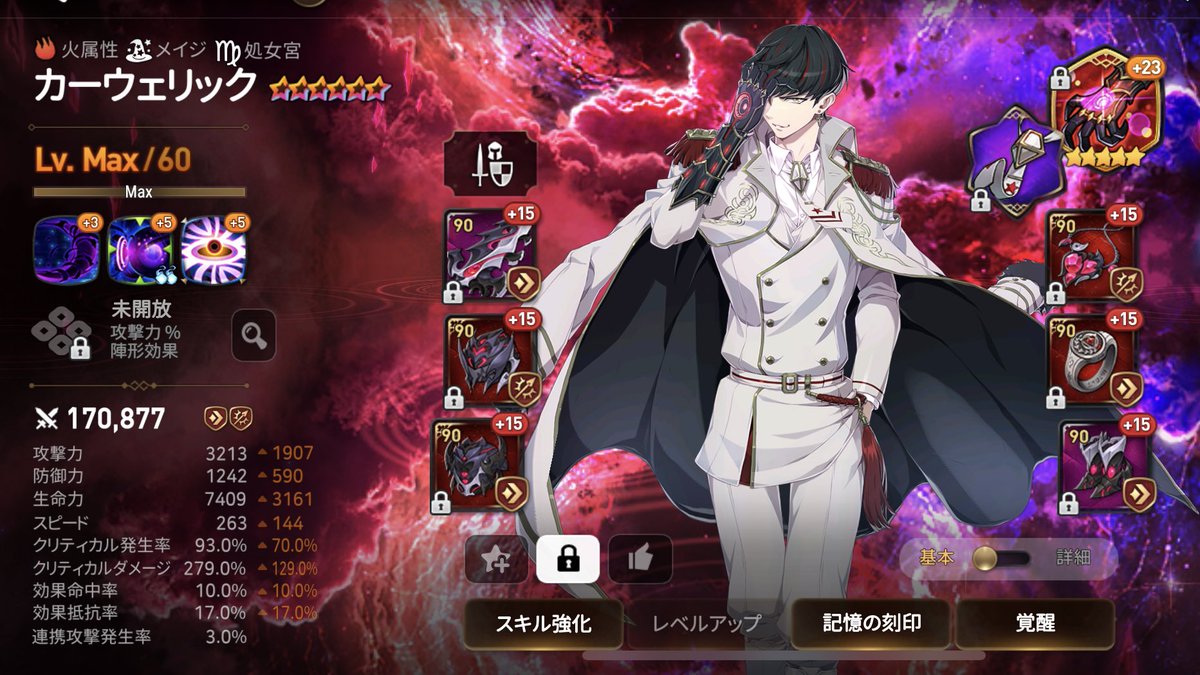 火属性 メイジ 処女宮
カーウェリック
Lv. Max/60
Max
+3 +5 +5
未開放
攻撃力%
陣形効果
170,877
攻撃力 3213 1907
防御力 1242 590
生命力 7409 3161
スピード 263 144
クリティカル発生率 93.0% 70.0%
クリティカルダメージ 279.0% 129.0%
効果命中率 10.0% 10.0%
効果抵抗率 17.0% 17.0%
連携攻撃発生率 3.0%
90 +15
90 +15
90 +15
+23
90 +15
90 +15
90 +15
基本 詳細
スキル強化 レベルアップ 記憶の刻印 覚醒